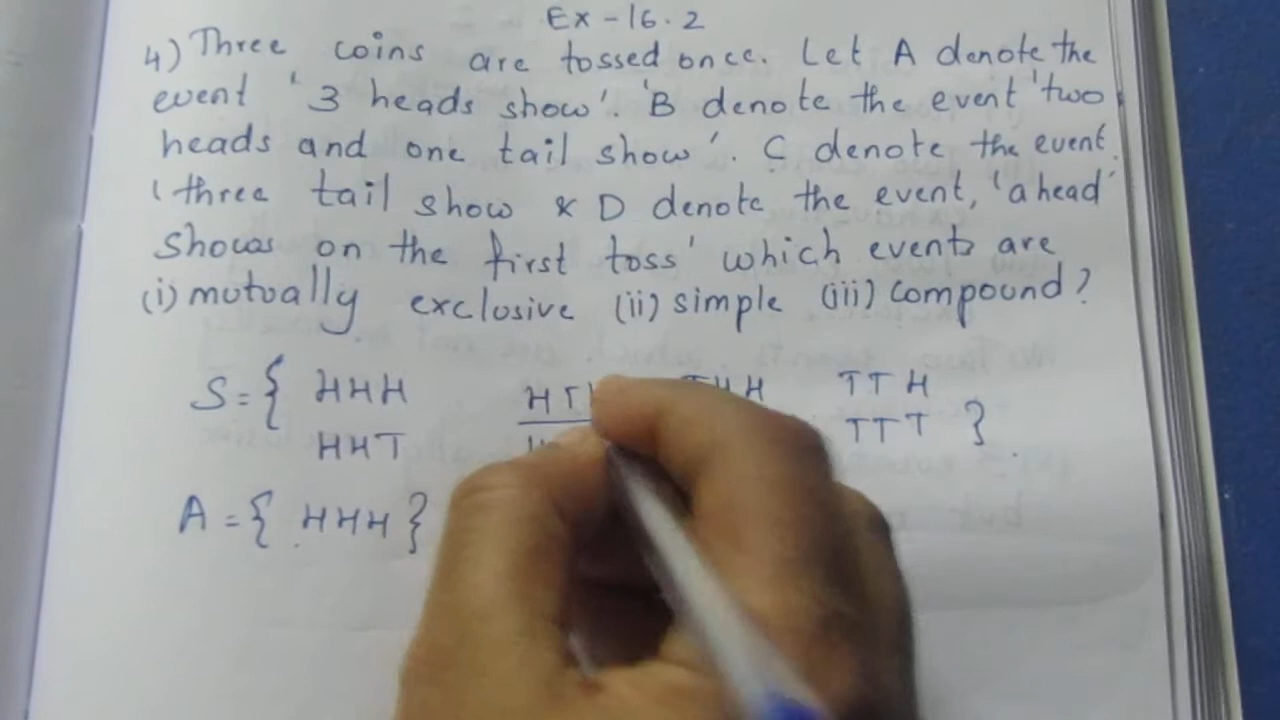 Ex - 16.2
4) Three coins are tossed once. Let A denote the
event '3 heads show'. 'B denote the event 'two
heads and one tail show'. C denote the event
'three tail show & D denote the event, 'a head'
shows on the first toss' which events are
(i) mutually exclusive (ii) simple (iii) compound?
S = { HHH HT HH TTH
HHT TTT }
A = { HHH }